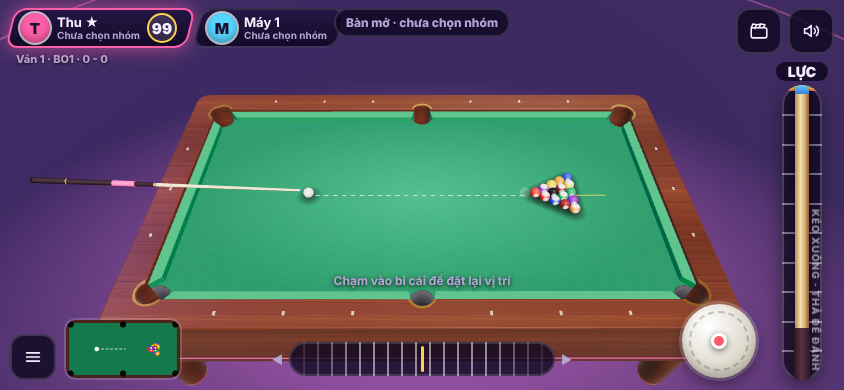 T
Thu ★
Chưa chọn nhóm
99
M
Máy 1
Chưa chọn nhóm
Bàn mở · chưa chọn nhóm
Ván 1 · BO1 · 0 - 0
LỰC
KÉO XUỐNG · THẢ ĐỂ ĐÁNH
Chạm vào bi cái để đặt lại vị trí